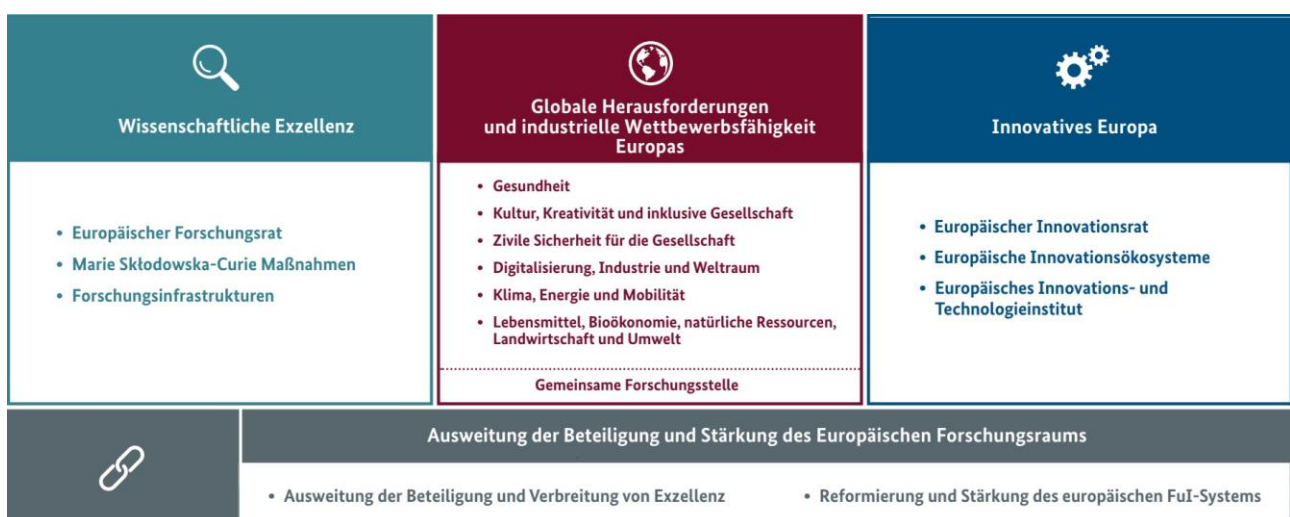 Wissenschaftliche Exzellenz
• Europäischer Forschungsrat
• Marie Skłodowska-Curie Maßnahmen
• Forschungsinfrastrukturen
Globale Herausforderungen
und industrielle Wettbewerbsfähigkeit
Europas
• Gesundheit
• Kultur, Kreativität und inklusive Gesellschaft
• Zivile Sicherheit für die Gesellschaft
• Digitalisierung, Industrie und Weltraum
• Klima, Energie und Mobilität
• Lebensmittel, Bioökonomie, natürliche Ressourcen,
Landwirtschaft und Umwelt
Gemeinsame Forschungsstelle
Innovatives Europa
• Europäischer Innovationsrat
• Europäische Innovationsökosysteme
• Europäisches Innovations- und
Technologieinstitut
Ausweitung der Beteiligung und Stärkung des Europäischen Forschungsraums
• Ausweitung der Beteiligung und Verbreitung von Exzellenz
• Reformierung und Stärkung des europäischen FuI-Systems